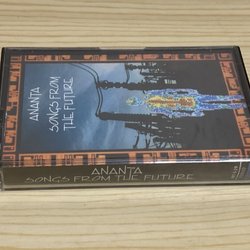 ANANTA
SONGS FROM
THE FUTURE
ANANTA
SONGS FROM THE FUTURE